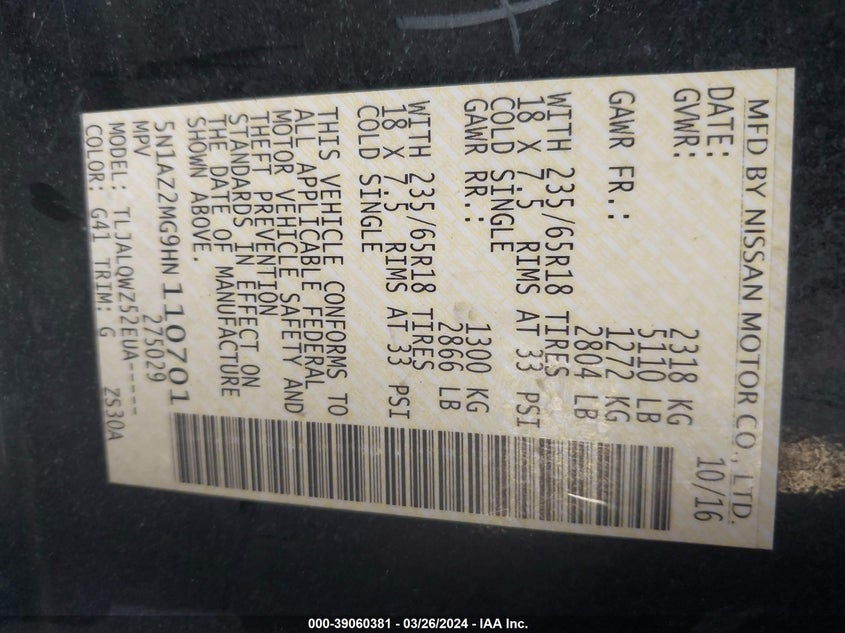 MFD BY NISSAN MOTOR CO., LTD.
DATE: 10/16
GVWR: 2318 KG
5110 LB
GAWR FR.: 1272 KG
2804 LB
WITH 235/65R18 TIRES
18 X 7.5 RIMS AT 33 PSI
COLD SINGLE
GAWR RR.: 1300 KG
2866 LB
WITH 235/65R18 TIRES
18 X 7.5 RIMS AT 33 PSI
COLD SINGLE
THIS VEHICLE CONFORMS TO
ALL APPLICABLE FEDERAL
MOTOR VEHICLE SAFETY AND
THEFT PREVENTION
STANDARDS IN EFFECT ON
THE DATE OF MANUFACTURE
SHOWN ABOVE.
5N1AZ2MG9HN110701
MPV 275029
MODEL: TLJALQWZ52EUA-----
COLOR: G41 TRIM: G ZS30A
000-39060381 - 03/26/2024 - IAA Inc.